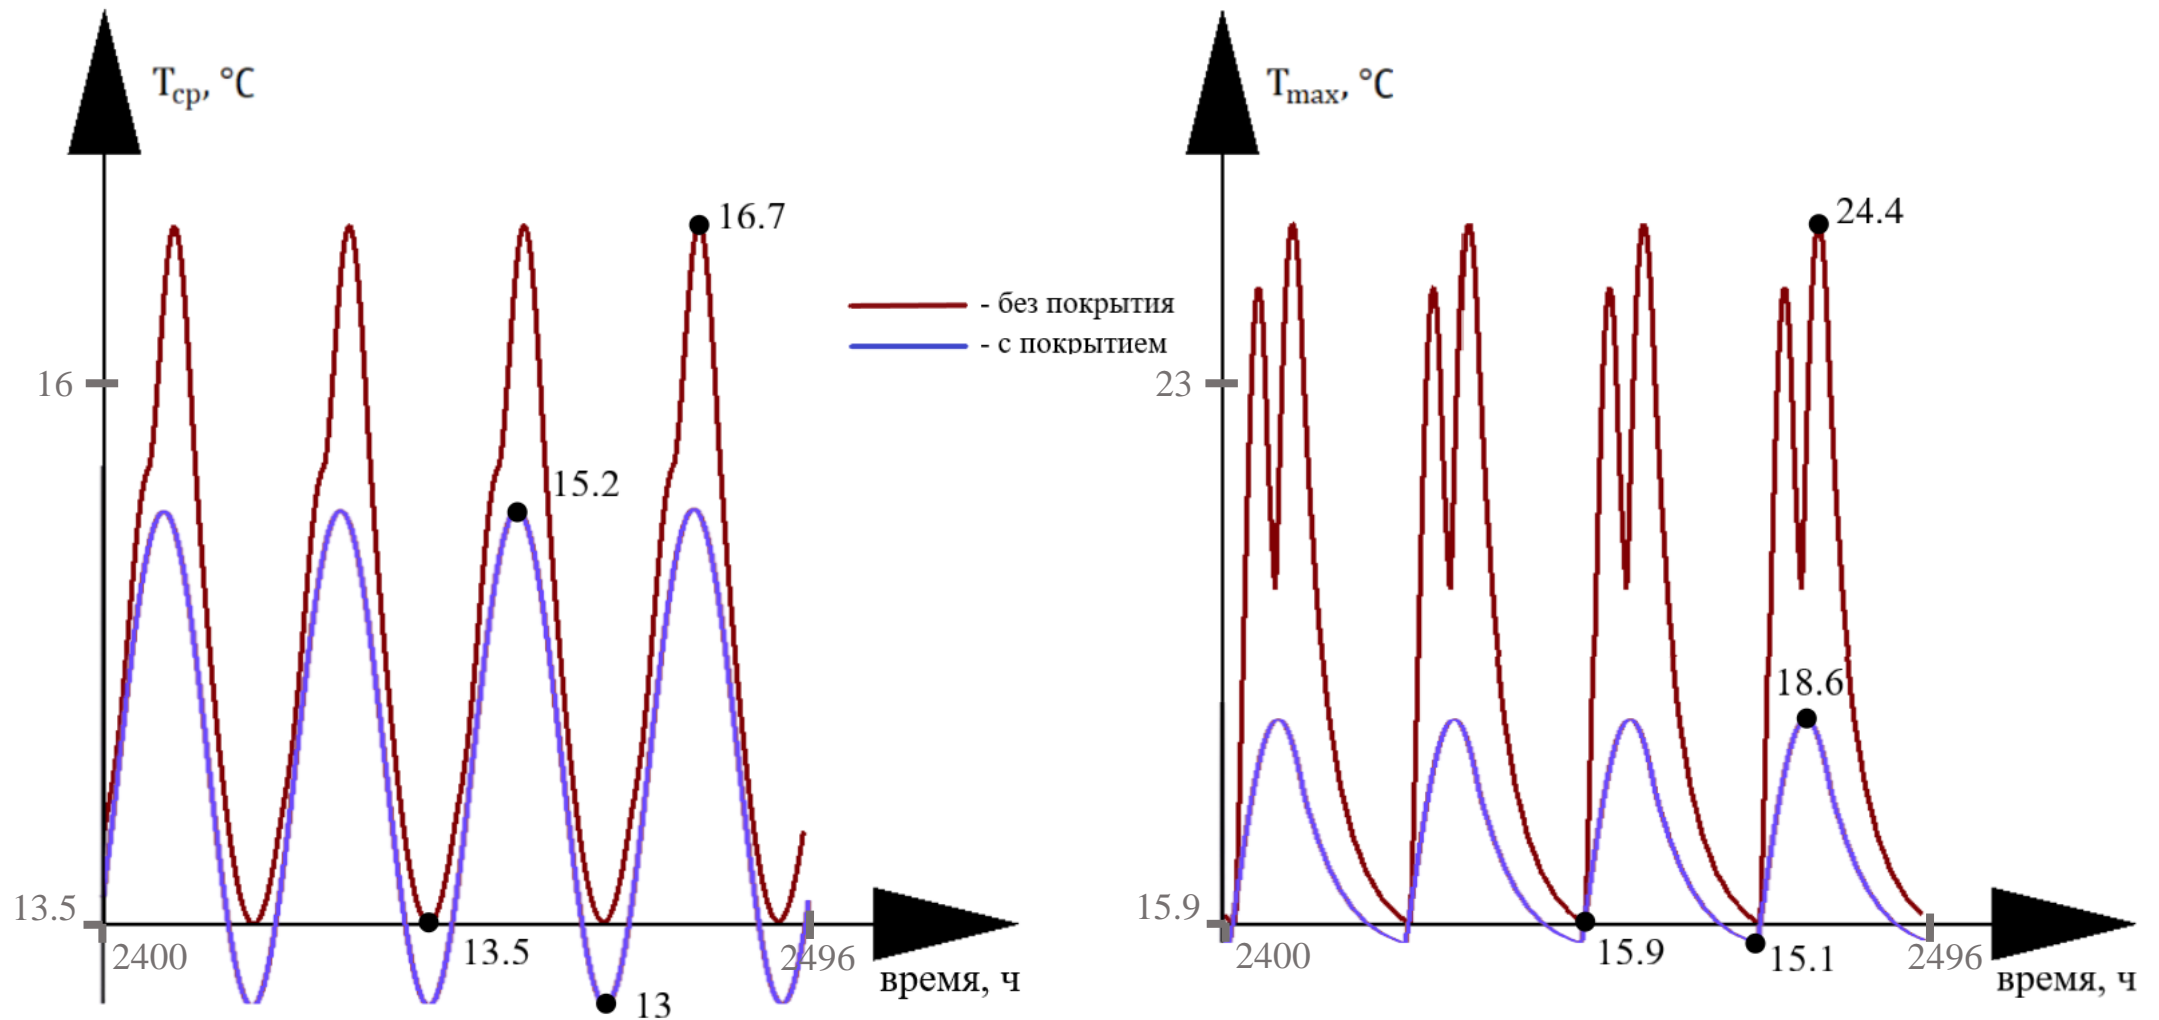 Tср, °C
16.7
15.2
16
13.5
2400
13.5
13
2496
время, ч
- без покрытия
- с покрытием
Tmax, °C
24.4
23
18.6
15.9
2400
15.9
15.1
2496
время, ч